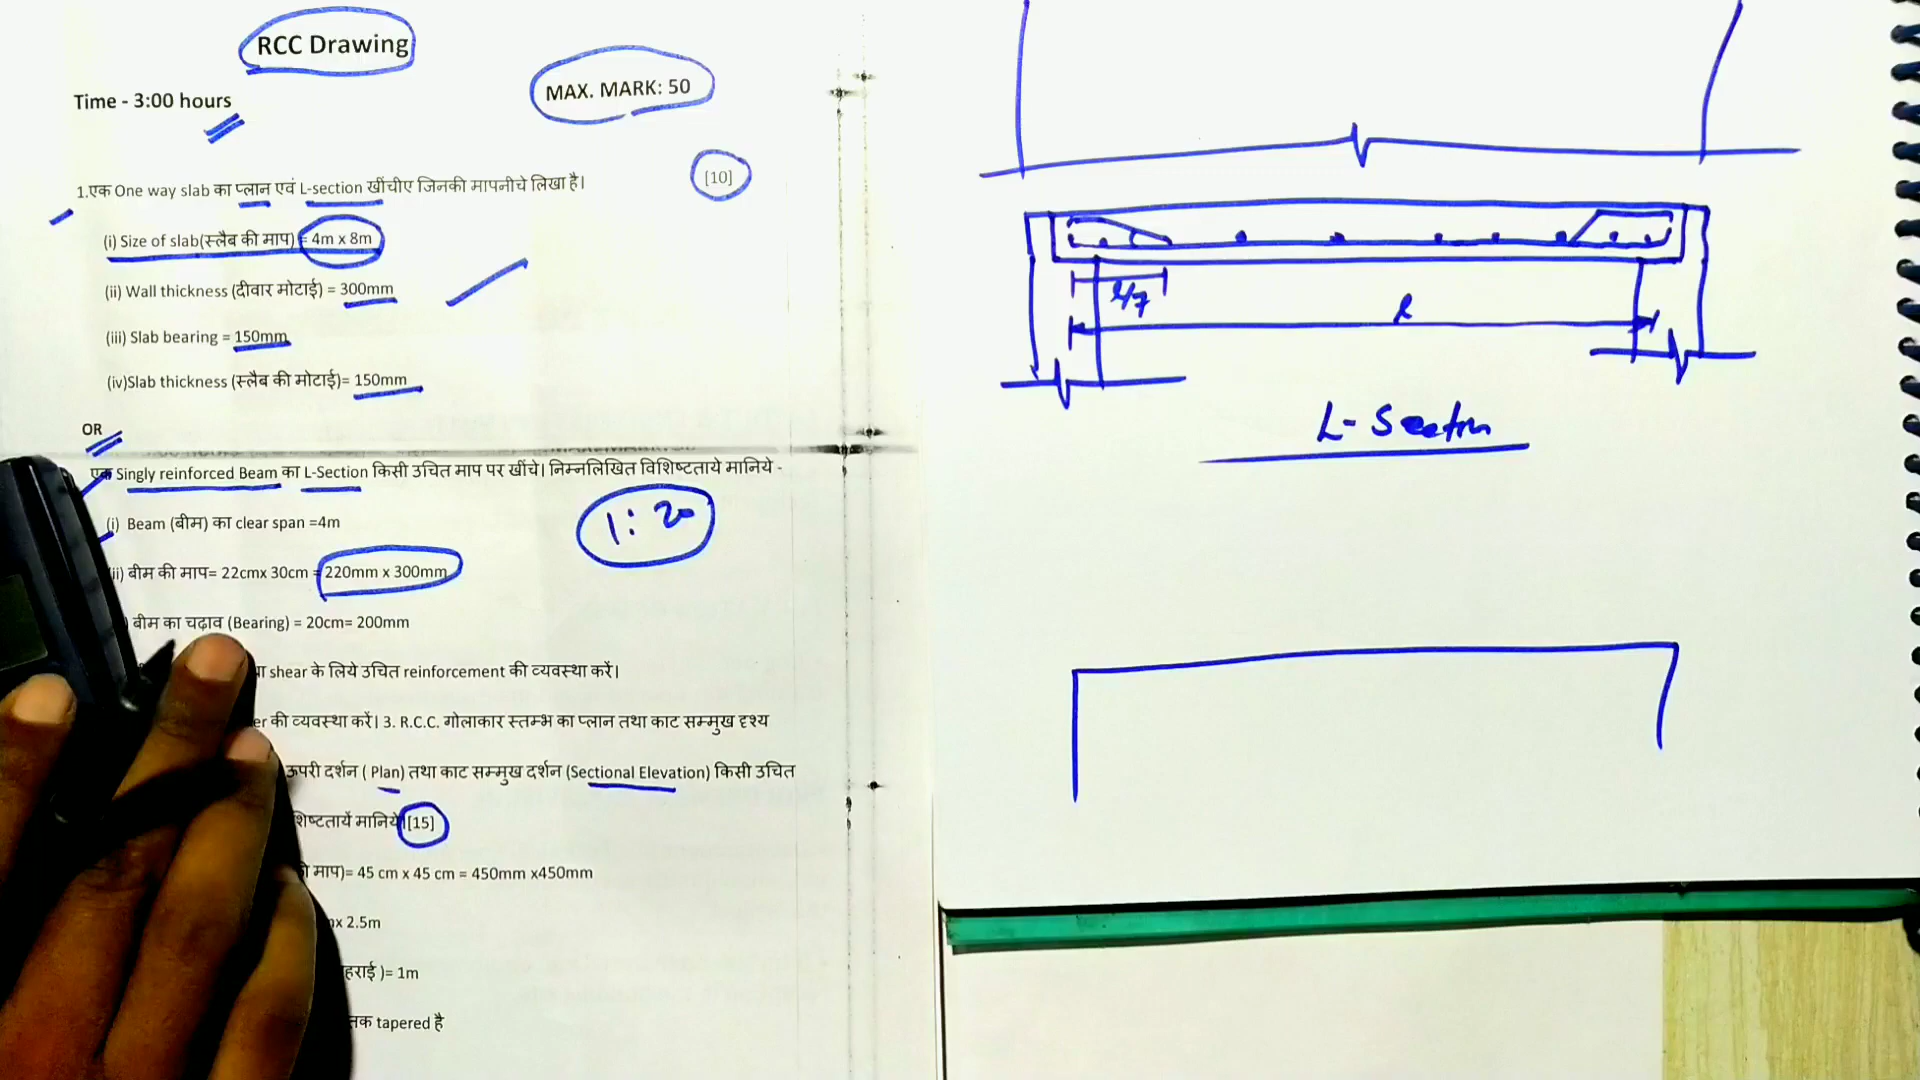 RCC Drawing
Time - 3:00 hours
MAX. MARK: 50
1.एक One way slab का प्लान एवं L-section खींचीए जिनकी मापनीचे लिखा है।
[10]
(i) Size of slab(स्लैब की माप) = 4m x 8m
(ii) Wall thickness (दीवार मोटाई) = 300mm
(iii) Slab bearing = 150mm
(iv)Slab thickness (स्लैब की मोटाई)= 150mm
OR
एक Singly reinforced Beam का L-Section किसी उचित माप पर खींचे। निम्नलिखित विशिष्टताये मानिये -
1: 20
(i) Beam (बीम) का clear span =4m
ii) बीम की माप= 22cmx 30cm = 220mm x 300mm
) बीम का चढ़ाव (Bearing) = 20cm= 200mm
shear के लिये उचित reinforcement की व्यवस्था करें।
की व्यवस्था करें। 3. R.C.C. गोलाकार स्तम्भ का प्लान तथा काट सम्मुख दृश्य
ऊपरी दर्शन ( Plan) तथा काट सम्मुख दर्शन (Sectional Elevation) किसी उचित
मानिये।[15]
माप)= 45 cm x 45 cm = 450mm x450mm
x 2.5m
)= 1m
तक tapered है
l/7
l
L- Section